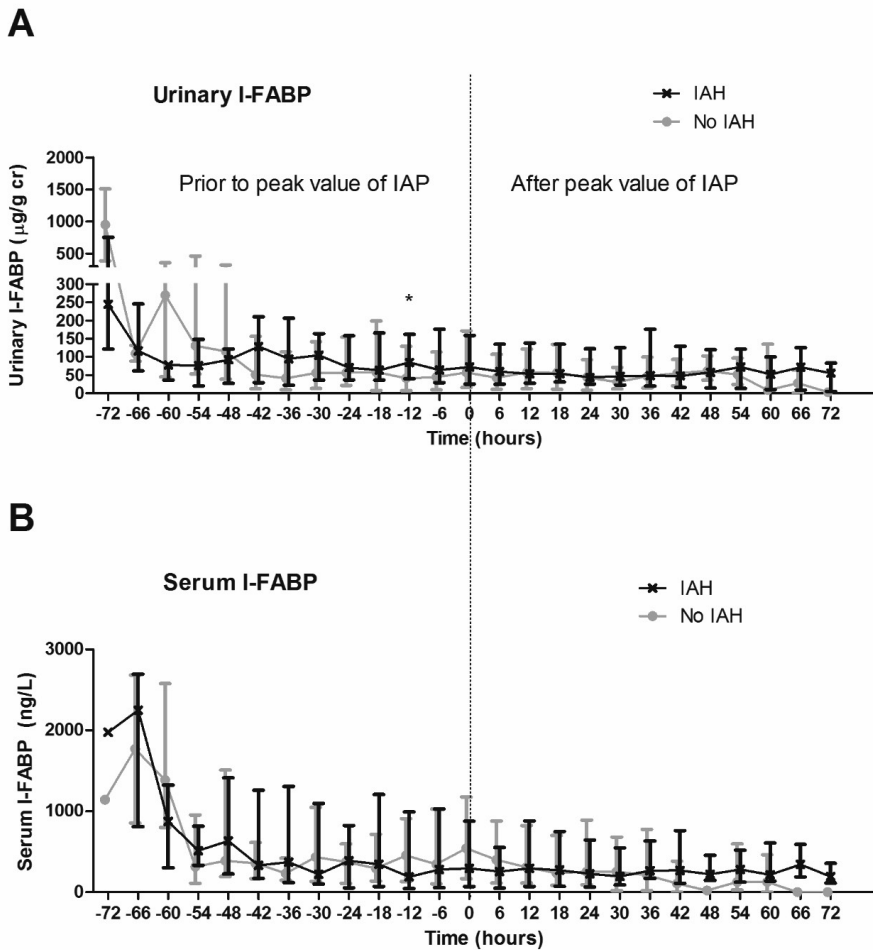 A
Urinary I-FABP
IAH
No IAH
Prior to peak value of IAP
After peak value of IAP
Urinary I-FABP (µg/g cr)
2000
1500
1000
500
300
250
200
150
100
50
0
*
-72 -66 -60 -54 -48 -42 -36 -30 -24 -18 -12 -6 0 6 12 18 24 30 36 42 48 54 60 66 72
Time (hours)
B
Serum I-FABP
IAH
No IAH
Serum I-FABP (ng/L)
3000
2000
1000
0
-72 -66 -60 -54 -48 -42 -36 -30 -24 -18 -12 -6 0 6 12 18 24 30 36 42 48 54 60 66 72
Time (hours)